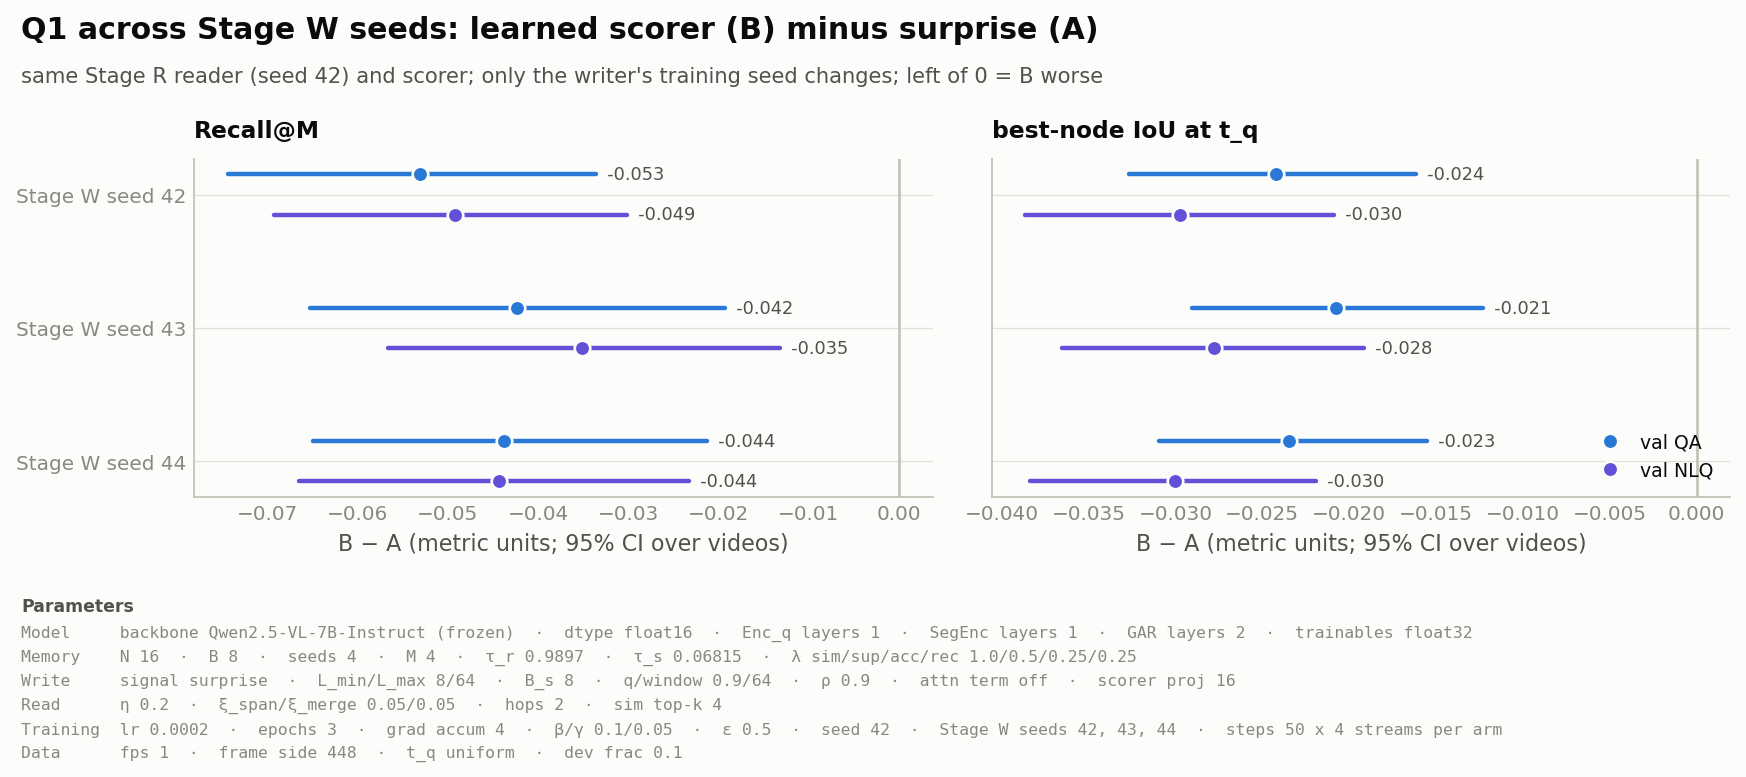 Q1 across Stage W seeds: learned scorer (B) minus surprise (A)
same Stage R reader (seed 42) and scorer; only the writer's training seed changes; left of 0 = B worse
Recall@M
best-node IoU at t_q
Stage W seed 42
-0.053
-0.049
-0.024
-0.030
Stage W seed 43
-0.042
-0.035
-0.021
-0.028
Stage W seed 44
-0.044
-0.044
-0.023
-0.030
val QA
val NLQ
−0.07 −0.06 −0.05 −0.04 −0.03 −0.02 −0.01 0.00
−0.040 −0.035 −0.030 −0.025 −0.020 −0.015 −0.010 −0.005 0.000
B − A (metric units; 95% CI over videos)
B − A (metric units; 95% CI over videos)
Parameters
Model backbone Qwen2.5-VL-7B-Instruct (frozen) · dtype float16 · Enc_q layers 1 · SegEnc layers 1 · GAR layers 2 · trainables float32
Memory N 16 · B 8 · seeds 4 · M 4 · τ_r 0.9897 · τ_s 0.06815 · λ sim/sup/acc/rec 1.0/0.5/0.25/0.25
Write signal surprise · L_min/L_max 8/64 · B_s 8 · q/window 0.9/64 · ρ 0.9 · attn term off · scorer proj 16
Read η 0.2 · ξ_span/ξ_merge 0.05/0.05 · hops 2 · sim top-k 4
Training lr 0.0002 · epochs 3 · grad accum 4 · β/γ 0.1/0.05 · ε 0.5 · seed 42 · Stage W seeds 42, 43, 44 · steps 50 x 4 streams per arm
Data fps 1 · frame side 448 · t_q uniform · dev frac 0.1